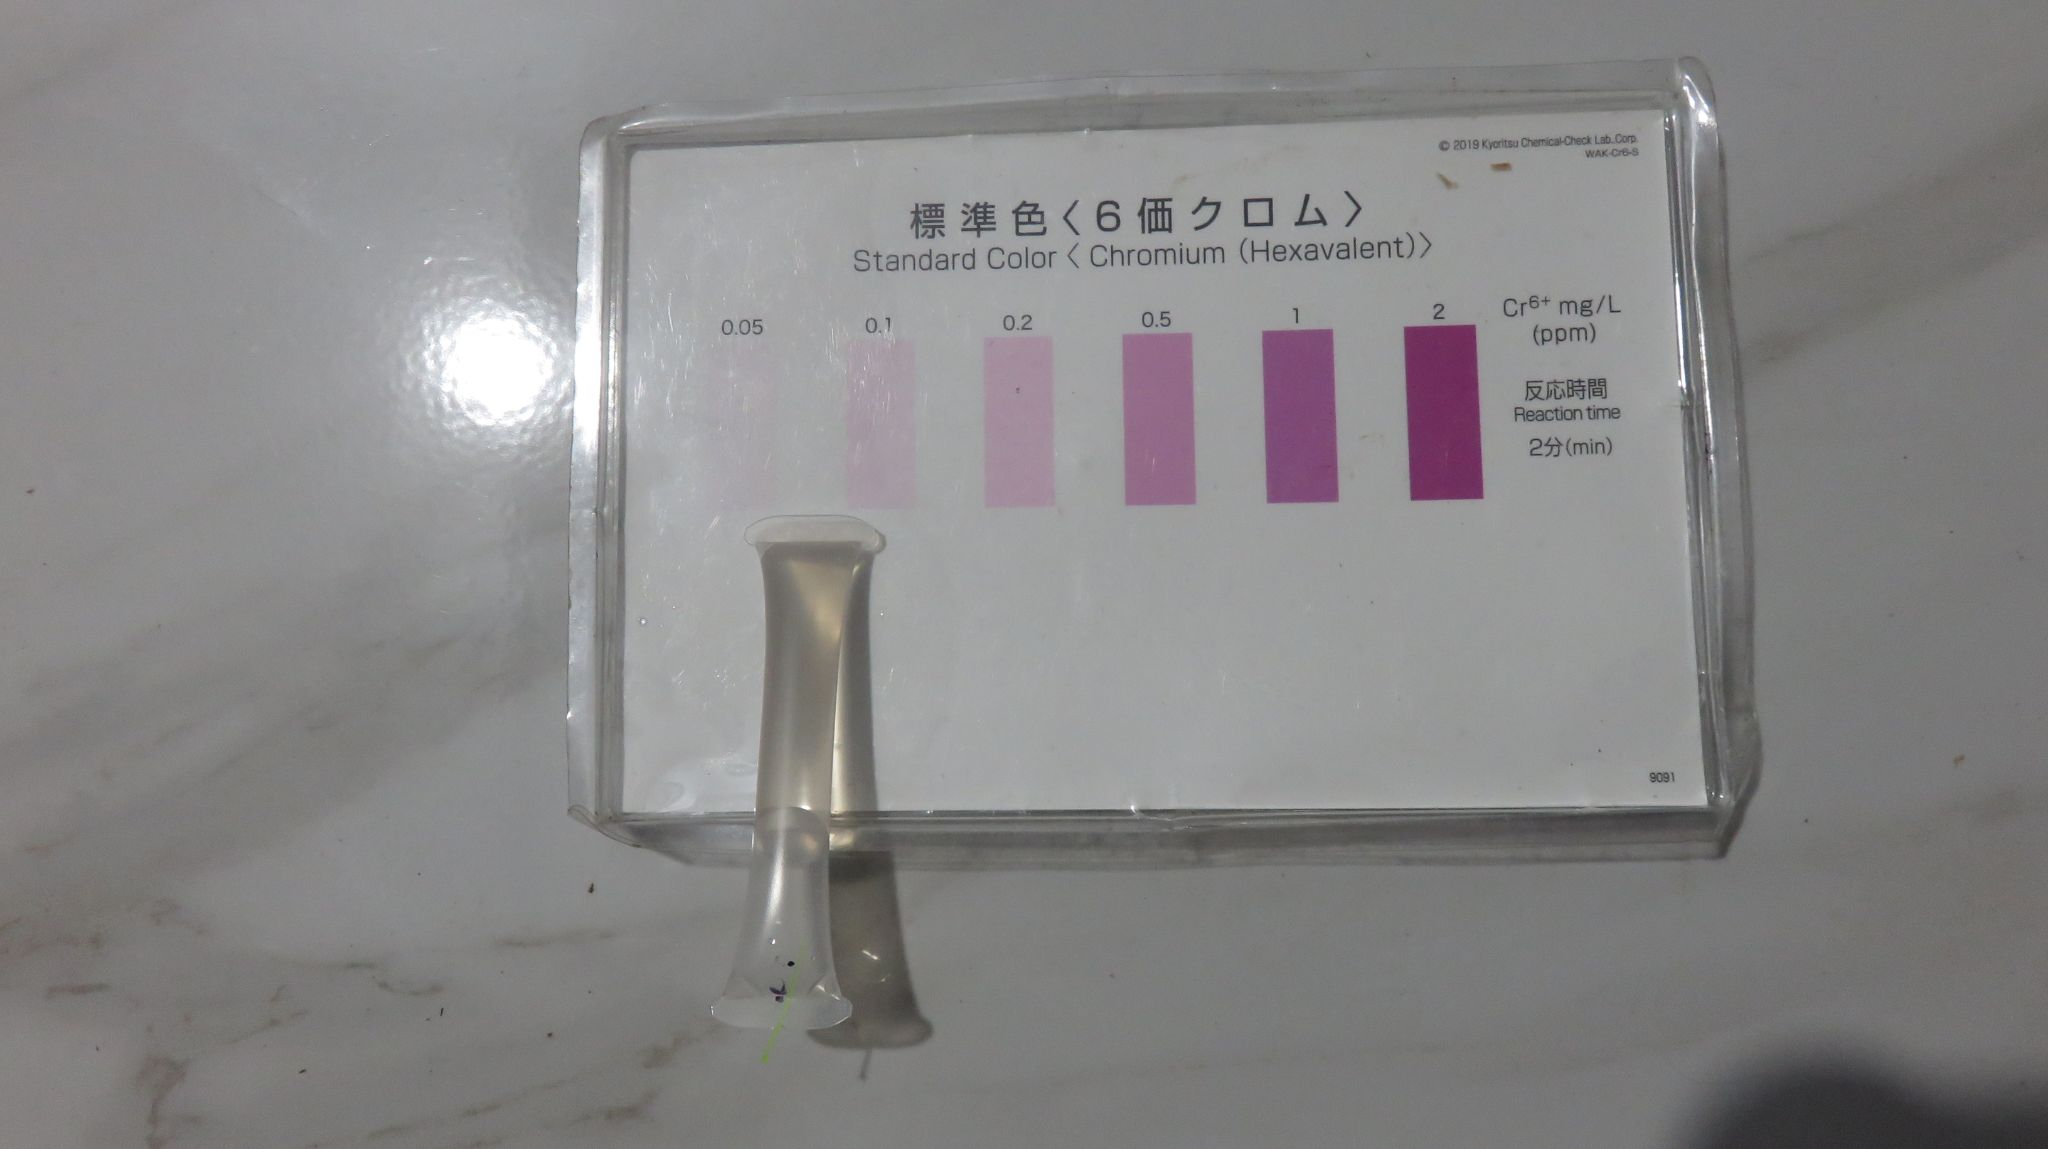 © 2019 Kyoritsu Chemical-Check Lab.,Corp.
WAK-Cr6-S
標準色〈6価クロム〉
Standard Color〈 Chromium (Hexavalent)〉
0.05 0.1 0.2 0.5 1 2 Cr6+ mg/L
(ppm)
反応時間
Reaction time
2分(min)
9091